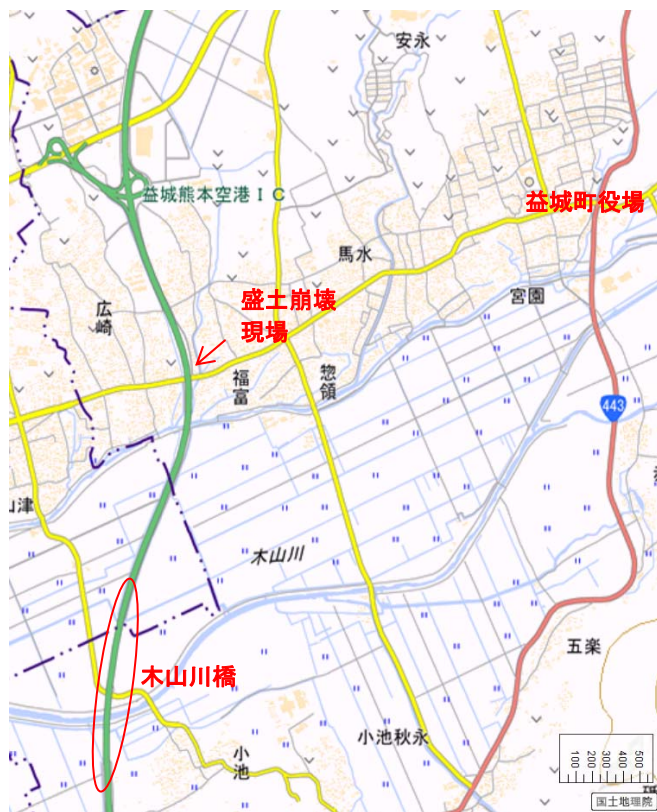 安永
益城熊本空港ＩＣ
益城町役場
馬水
宮園
広崎
盛土崩壊
現場
福富
惣領
443
山津
木山川
五楽
木山川橋
小池
小池秋永
100
200
300
400
500
国土地理院